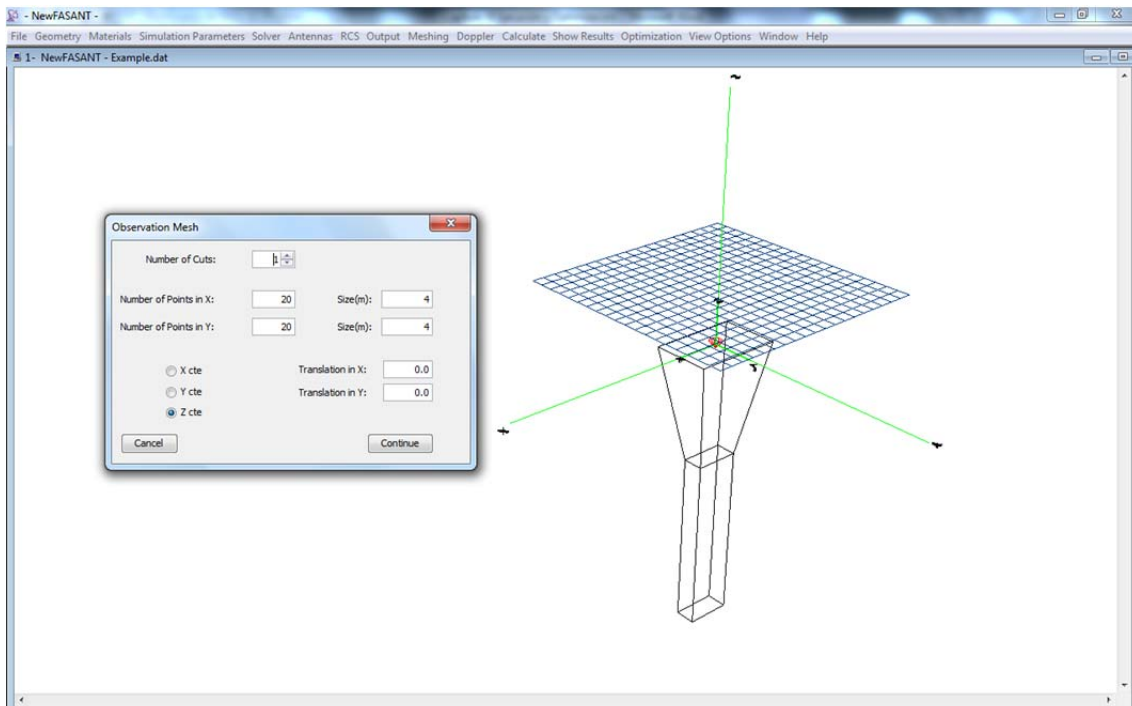 - NewFASANT -
File Geometry Materials Simulation Parameters Solver Antennas RCS Output Meshing Doppler Calculate Show Results Optimization View Options Window Help
1- NewFASANT - Example.dat
Observation Mesh
Number of Cuts: 1
Number of Points in X: 20 Size(m): 4
Number of Points in Y: 20 Size(m): 4
X cte Translation in X: 0.0
Y cte Translation in Y: 0.0
Z cte
Cancel Continue